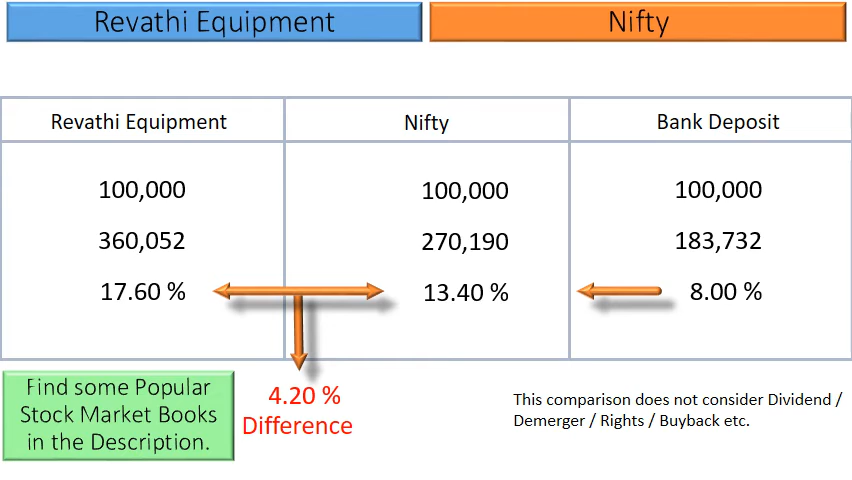 Revathi Equipment
Nifty
Revathi Equipment
Nifty
Bank Deposit
100,000
100,000
100,000
360,052
270,190
183,732
17.60 %
13.40 %
8.00 %
Find some Popular
Stock Market Books
in the Description.
4.20 %
Difference
This comparison does not consider Dividend /
Demerger / Rights / Buyback etc.